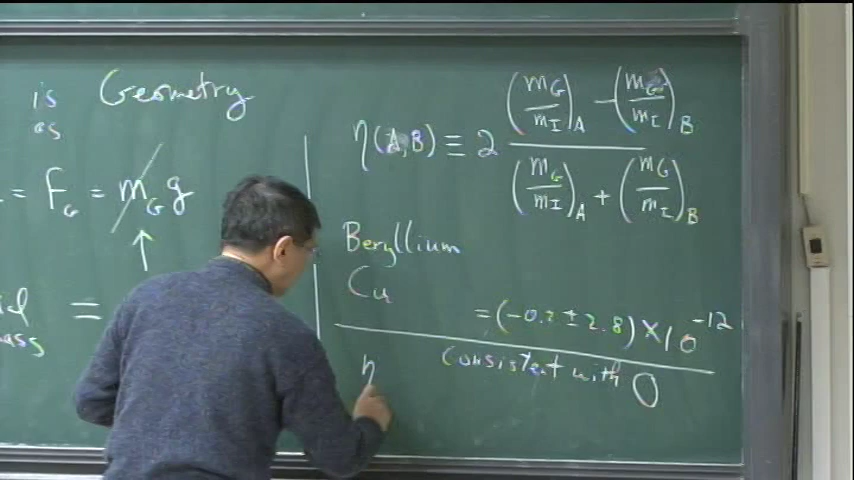 is Geometry
as
= F_G = m_G g
↑
=
η(A,B) ≡ 2 ((m_G/m_I)_A − (m_G/m_I)_B) / ((m_G/m_I)_A + (m_G/m_I)_B)
Beryllium
Cu
= (-0.2 ± 2.8) × 10^-12
Consistent with 0
η